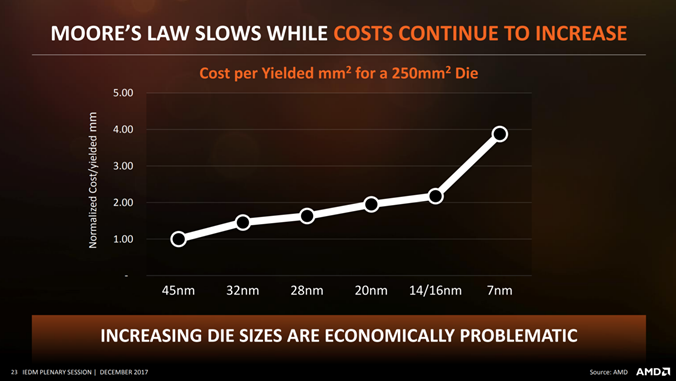 MOORE'S LAW SLOWS WHILE COSTS CONTINUE TO INCREASE
Cost per Yielded mm² for a 250mm² Die
Normalized Cost/yielded mm
5.00
4.00
3.00
2.00
1.00
-
45nm 32nm 28nm 20nm 14/16nm 7nm
INCREASING DIE SIZES ARE ECONOMICALLY PROBLEMATIC
23 IEDM PLENARY SESSION | DECEMBER 2017
Source: AMD AMD